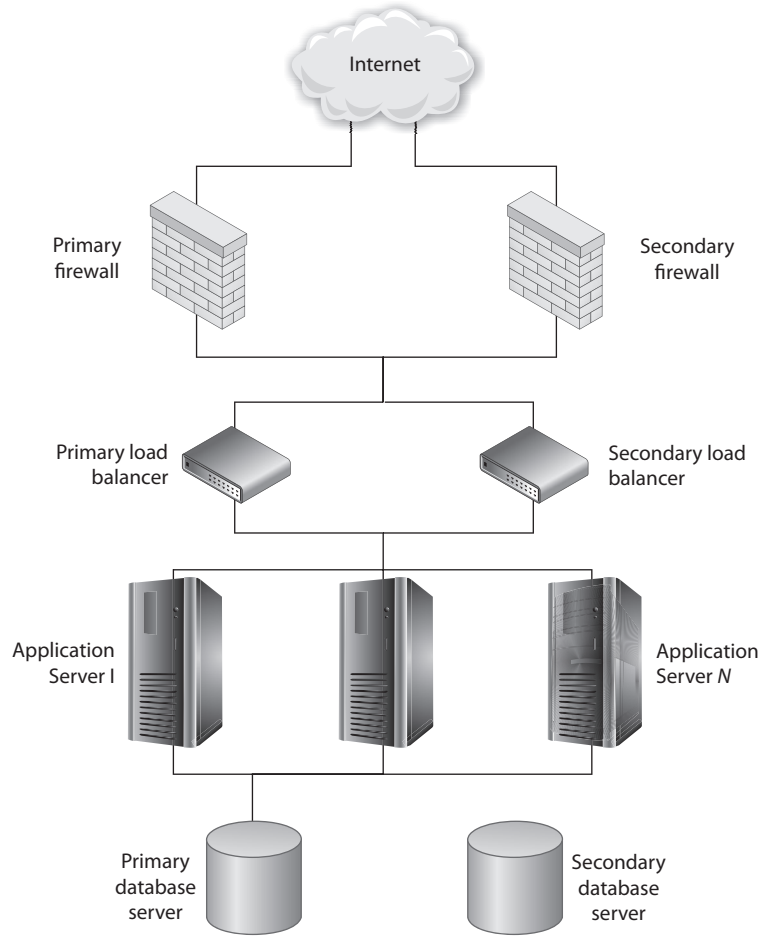 Internet
Primary
firewall
Secondary
firewall
Primary load
balancer
Secondary load
balancer
Application
Server I
Application
Server N
Primary
database
server
Secondary
database
server